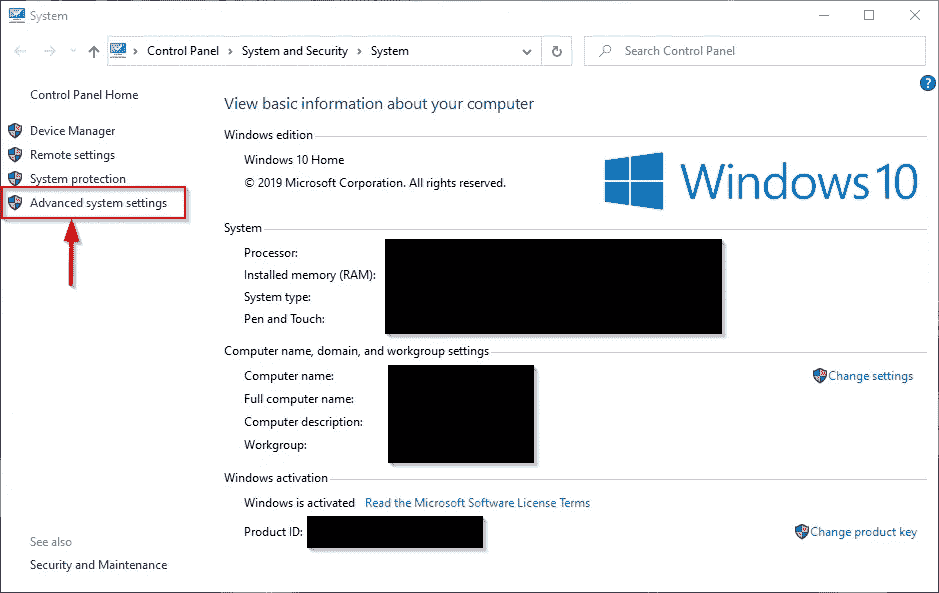 System
Control Panel > System and Security > System
Search Control Panel
?
Control Panel Home
Device Manager
Remote settings
System protection
Advanced system settings
See also
Security and Maintenance
View basic information about your computer
Windows edition
Windows 10 Home
© 2019 Microsoft Corporation. All rights reserved.
Windows 10
System
Processor:
Installed memory (RAM):
System type:
Pen and Touch:
Computer name, domain, and workgroup settings
Computer name:
Change settings
Full computer name:
Computer description:
Workgroup:
Windows activation
Windows is activated Read the Microsoft Software License Terms
Product ID:
Change product key